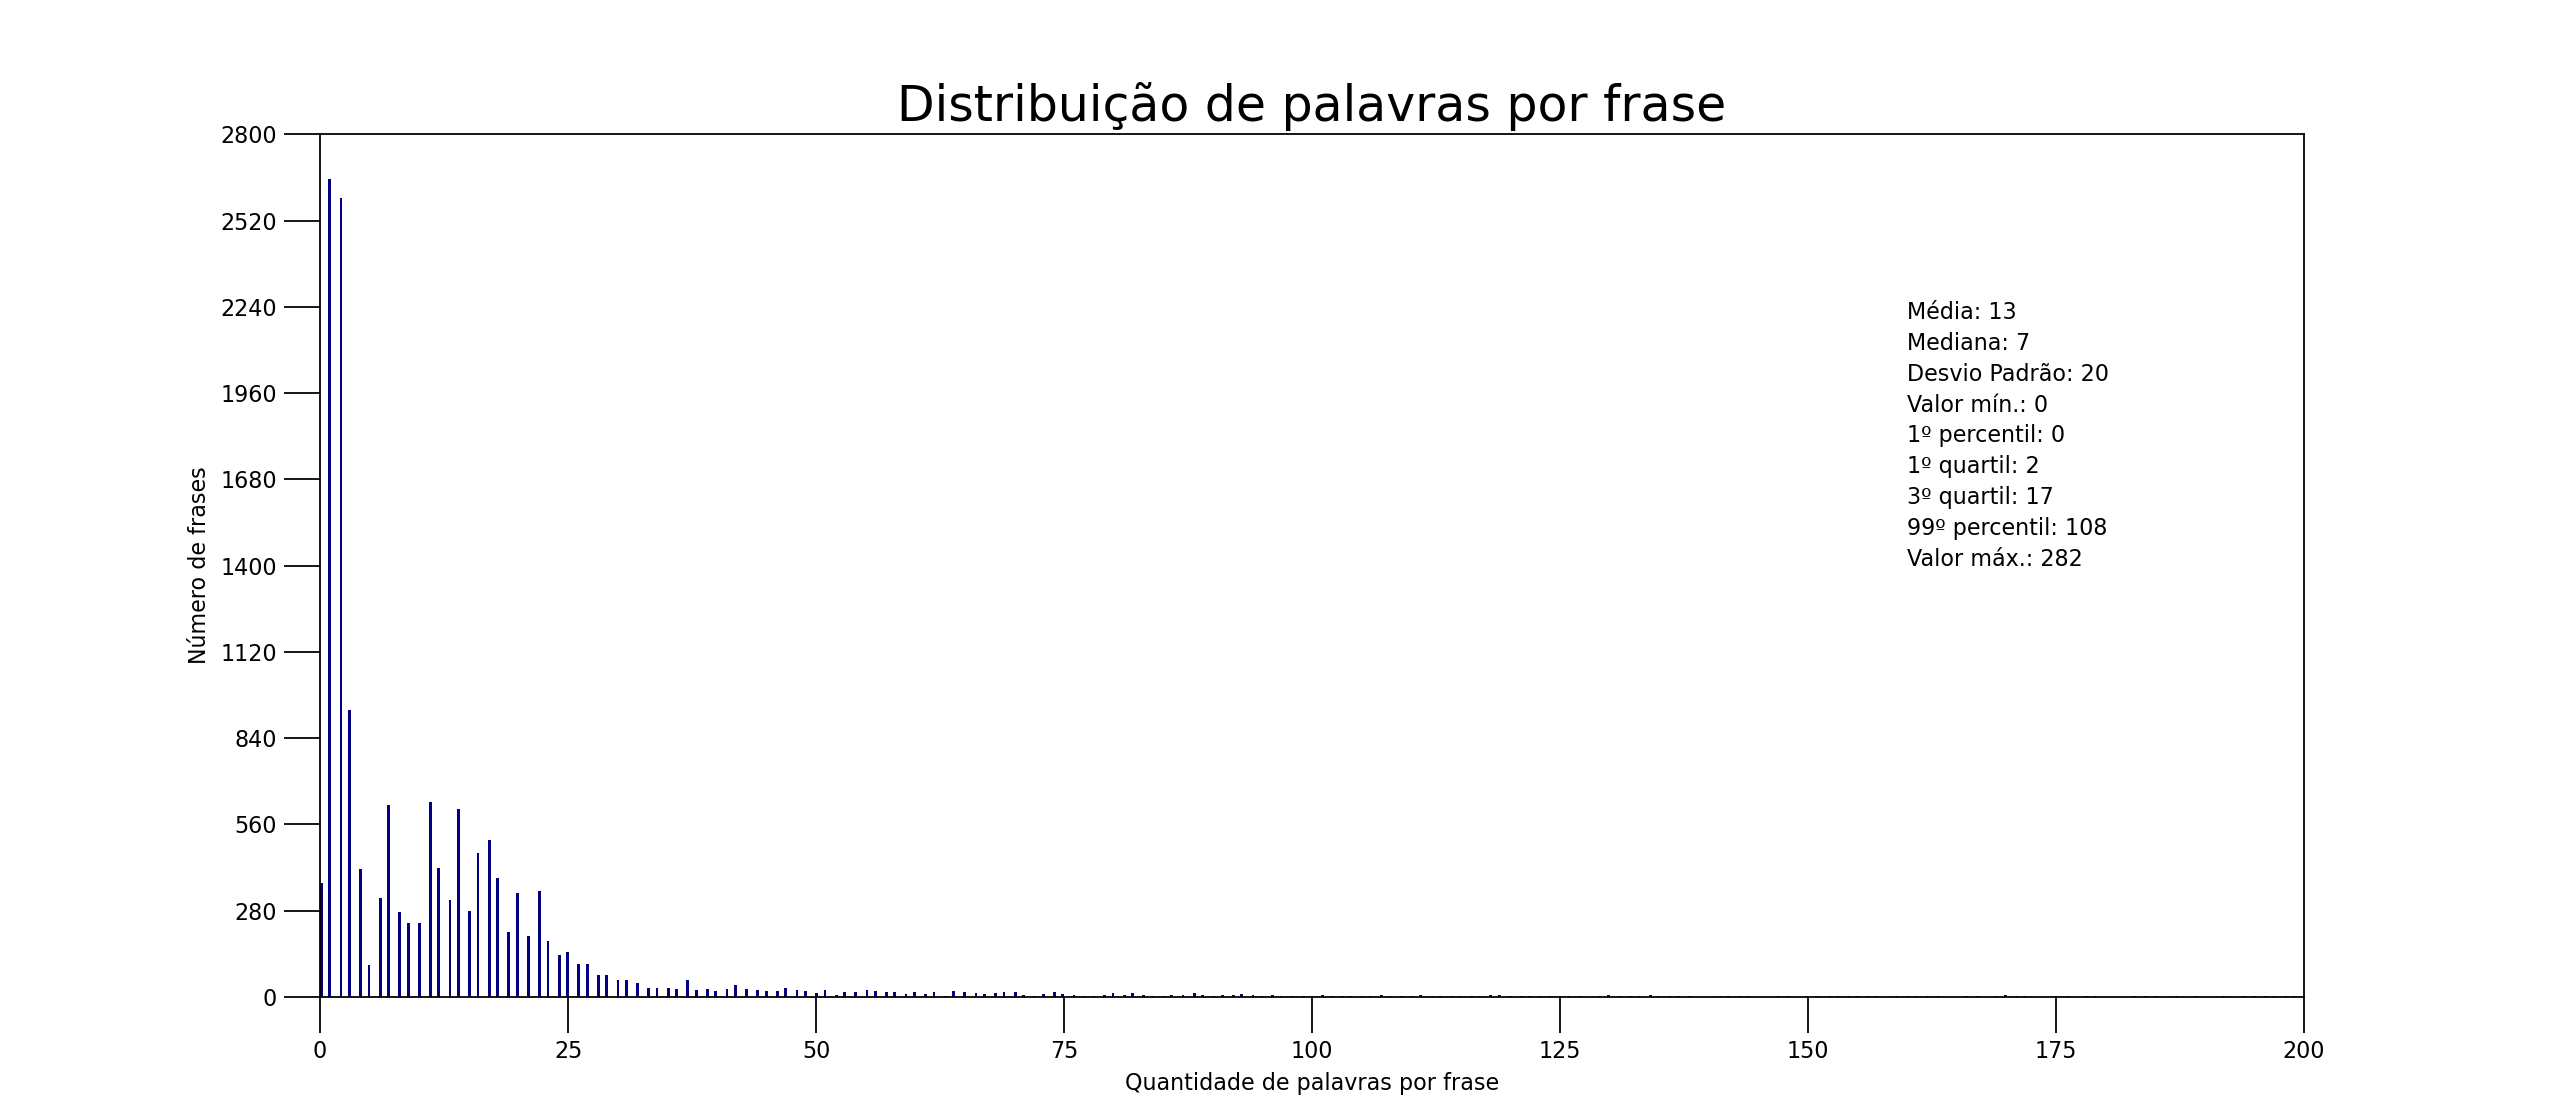 Distribuição de palavras por frase
2800
2520
2240
1960
1680
1400
1120
840
560
280
0
Número de frases
Média: 13
Mediana: 7
Desvio Padrão: 20
Valor mín.: 0
1º percentil: 0
1º quartil: 2
3º quartil: 17
99º percentil: 108
Valor máx.: 282
0 25 50 75 100 125 150 175 200
Quantidade de palavras por frase